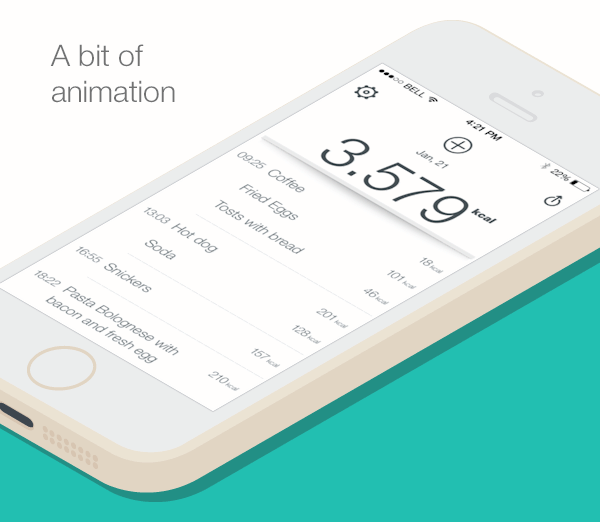 A bit of
animation
BELL
4:21 PM
22%
Jan. 21
3.579 kcal
09:25 Coffee 18 kcal
Fried Eggs 101 kcal
Tosts with bread 46 kcal
13:03 Hot dog 201 kcal
Soda 128 kcal
16:55 Snickers 157 kcal
18:22 Pasta Bolognese with
bacon and fresh egg 210 kcal